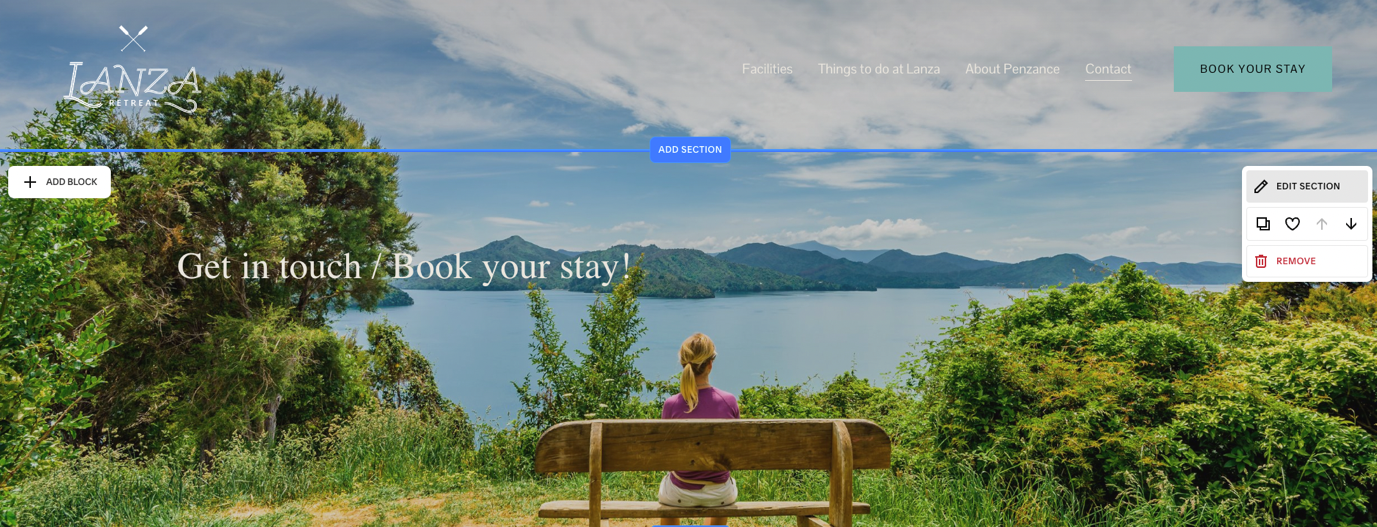 LANZA
RETREAT
Facilities
Things to do at Lanza
About Penzance
Contact
BOOK YOUR STAY
ADD SECTION
ADD BLOCK
EDIT SECTION
REMOVE
Get in touch / Book your stay!